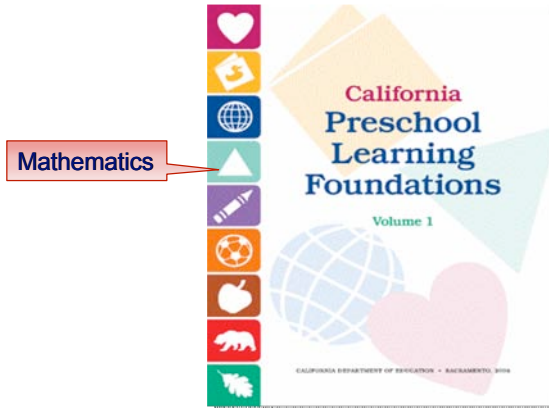 Mathematics
California
Preschool
Learning
Foundations
Volume 1
CALIFORNIA DEPARTMENT OF EDUCATION • SACRAMENTO, 2008